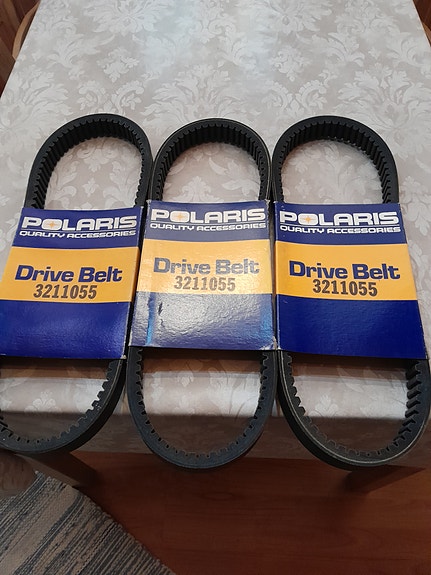 POLARIS
QUALITY ACCESSORIES
Drive Belt
3211055
POLARIS
QUALITY ACCESSORIES
Drive Belt
3211055
POLARIS
QUALITY ACCESSORIES
Drive Belt
3211055